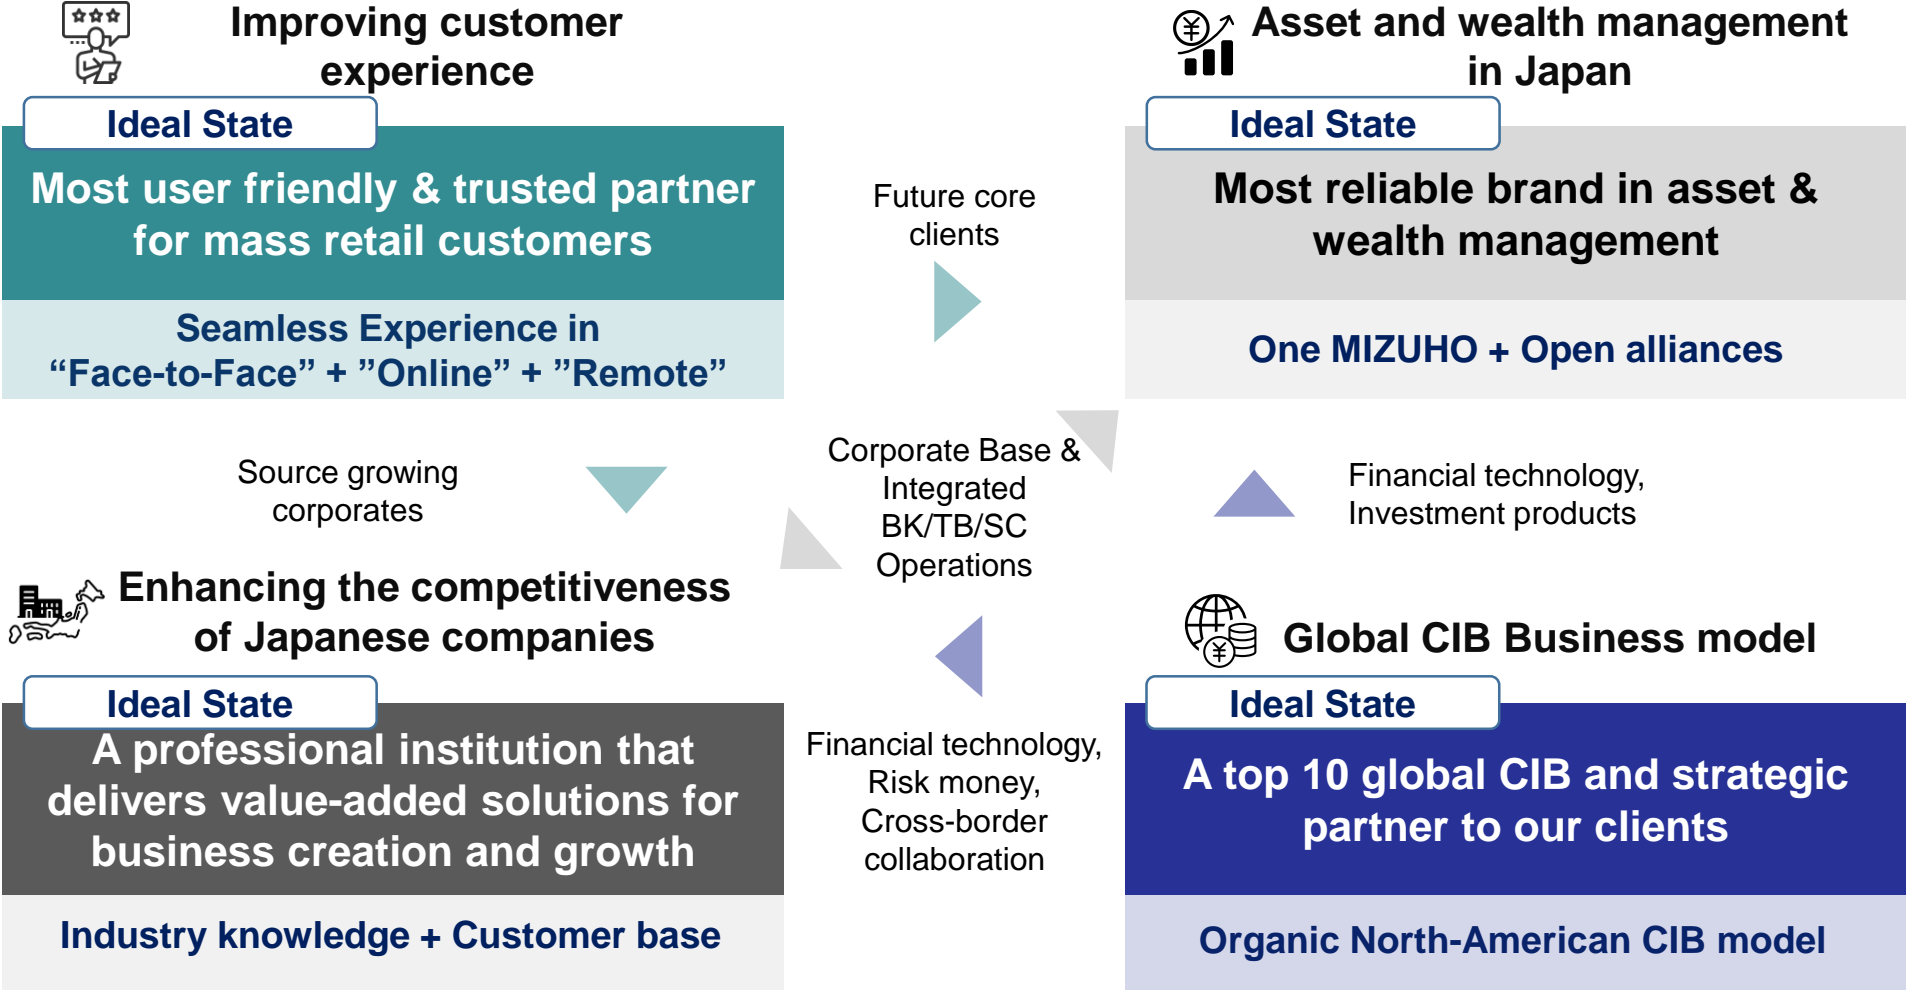 Improving customer
experience
Ideal State
Most user friendly & trusted partner
for mass retail customers
Seamless Experience in
“Face-to-Face” + ”Online” + ”Remote”
Future core
clients
Asset and wealth management
in Japan
Ideal State
Most reliable brand in asset &
wealth management
One MIZUHO + Open alliances
Source growing
corporates
Corporate Base &
Integrated
BK/TB/SC
Operations
Financial technology,
Investment products
Enhancing the competitiveness
of Japanese companies
Ideal State
A professional institution that
delivers value-added solutions for
business creation and growth
Industry knowledge + Customer base
Financial technology,
Risk money,
Cross-border
collaboration
Global CIB Business model
Ideal State
A top 10 global CIB and strategic
partner to our clients
Organic North-American CIB model